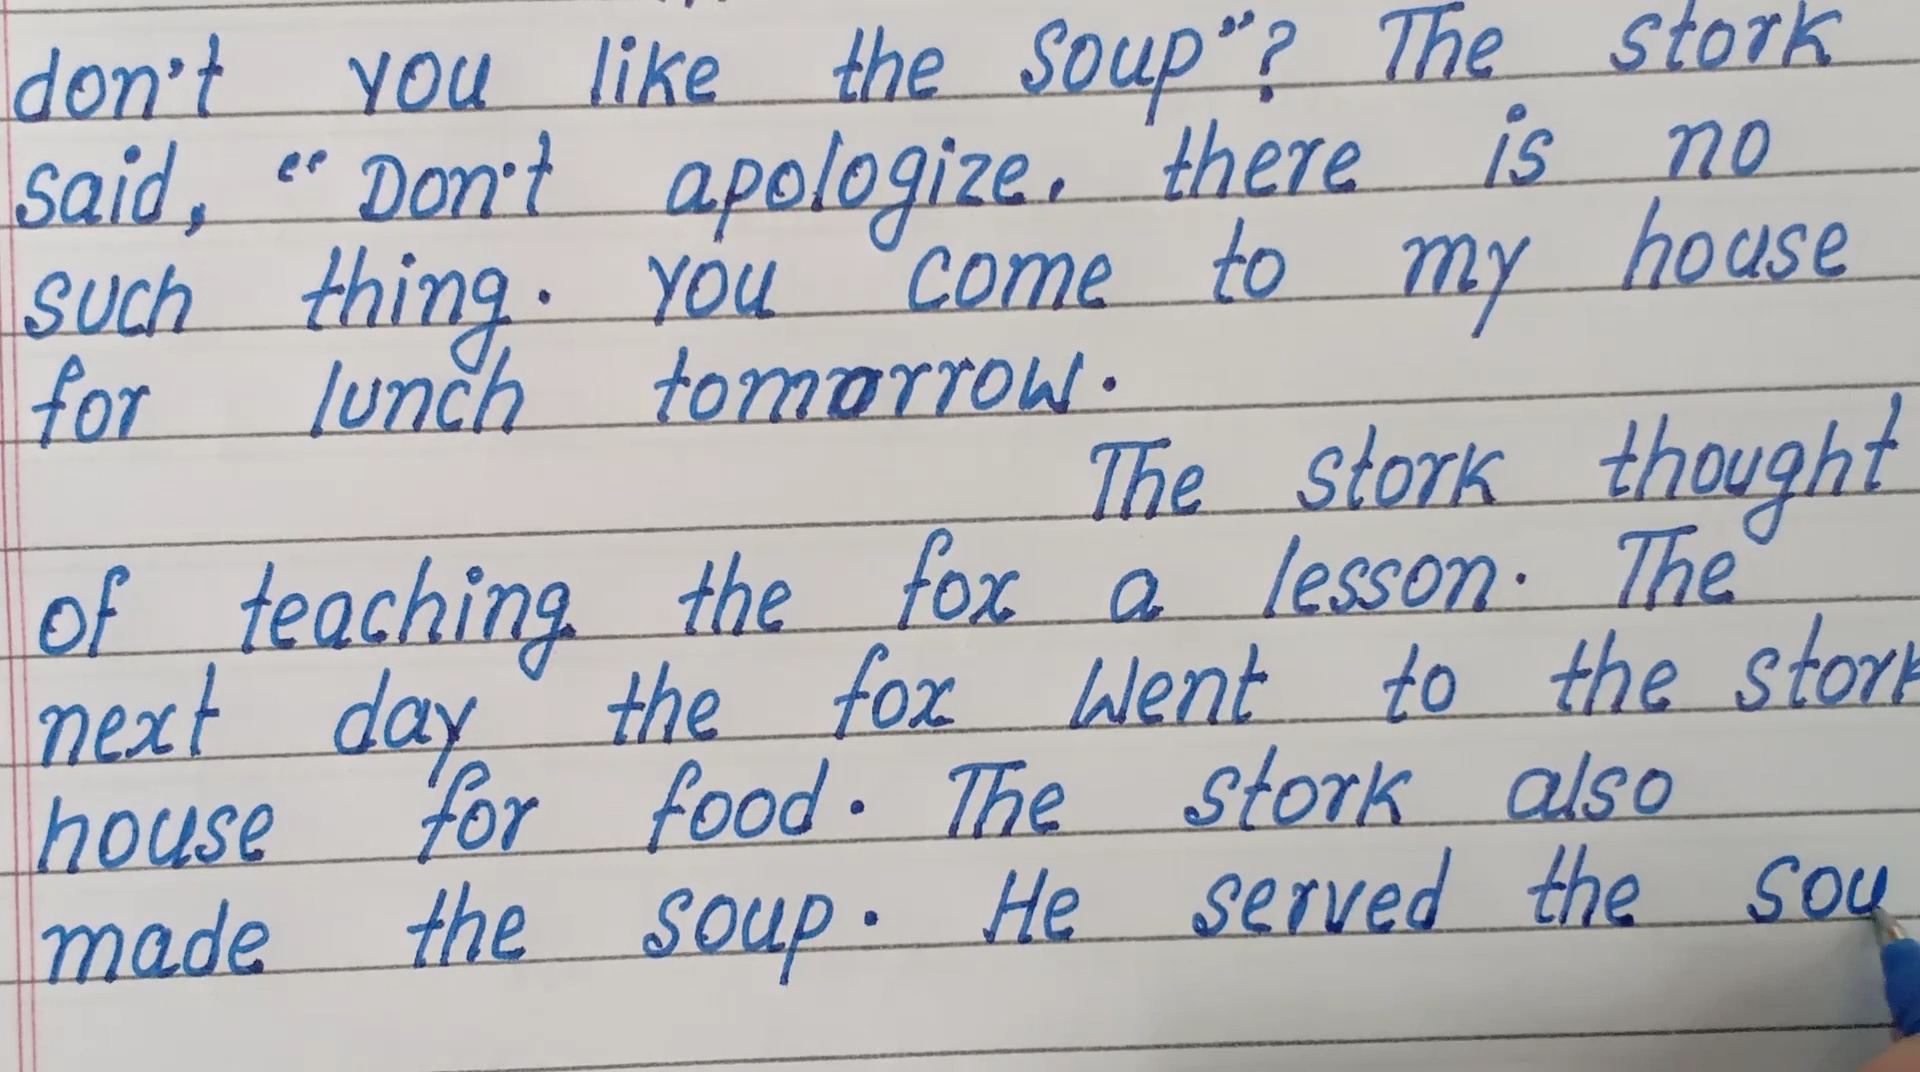 don't you like the soup"? The stork
said, "Don't apologize. there is no
such thing. you come to my house
for lunch tomorrow.
The stork thought
of teaching the fox a lesson. The
next day the fox went to the stork
house for food. The stork also
made the soup. He served the sou